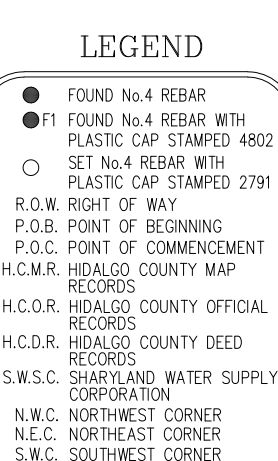 LEGEND
FOUND No.4 REBAR
F1 FOUND No.4 REBAR WITH
PLASTIC CAP STAMPED 4802
SET No.4 REBAR WITH
PLASTIC CAP STAMPED 2791
R.O.W. RIGHT OF WAY
P.O.B. POINT OF BEGINNING
P.O.C. POINT OF COMMENCEMENT
H.C.M.R. HIDALGO COUNTY MAP
RECORDS
H.C.O.R. HIDALGO COUNTY OFFICIAL
RECORDS
H.C.D.R. HIDALGO COUNTY DEED
RECORDS
S.W.S.C. SHARYLAND WATER SUPPLY
CORPORATION
N.W.C. NORTHWEST CORNER
N.E.C. NORTHEAST CORNER
S.W.C. SOUTHWEST CORNER